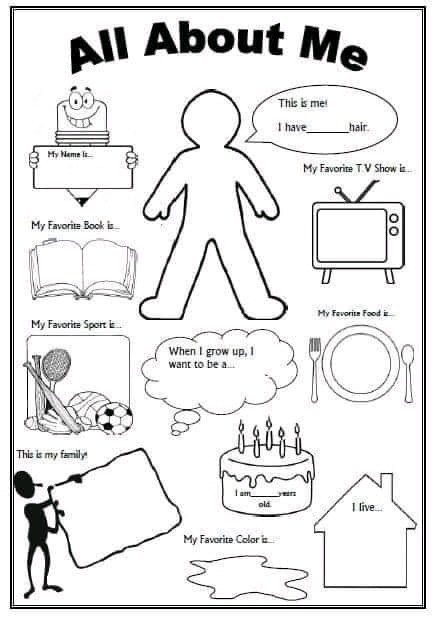 All About Me
This is me!
I have_______hair.
My Name is...
My Favorite T.V Show is...
My Favorite Book is...
My Favorite Food is...
My Favorite Sport is...
When I grow up, I
want to be a...
This is my family!
I am______years
old.
I live...
My Favorite Color is...